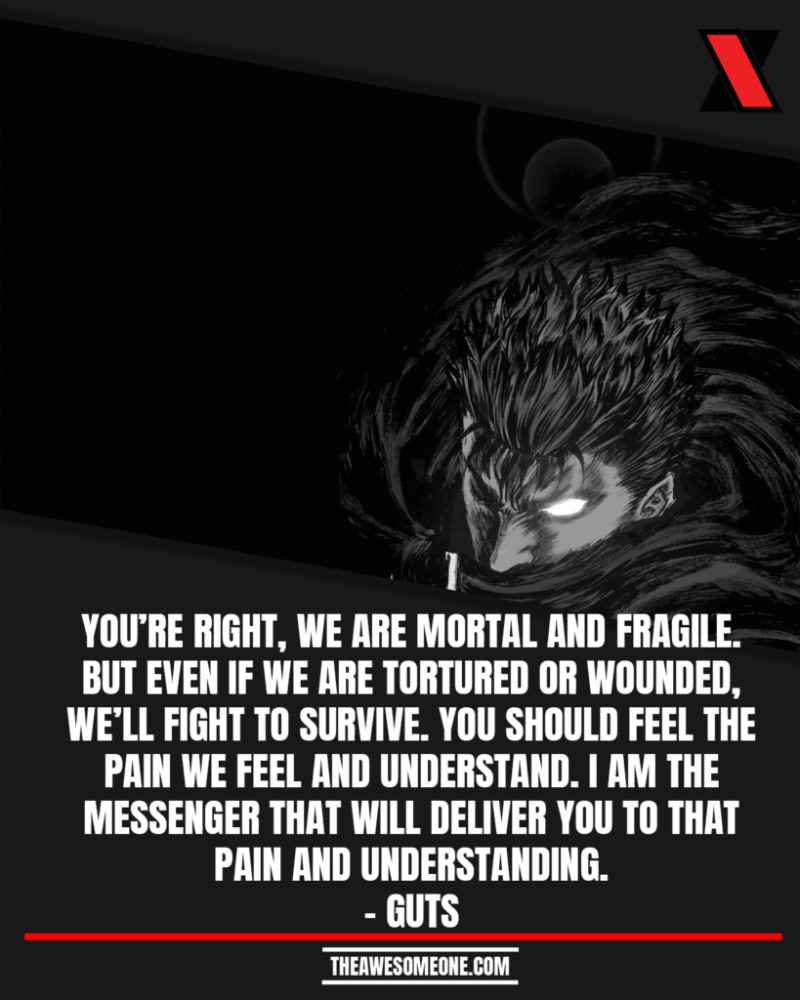 YOU'RE RIGHT, WE ARE MORTAL AND FRAGILE.
BUT EVEN IF WE ARE TORTURED OR WOUNDED,
WE'LL FIGHT TO SURVIVE. YOU SHOULD FEEL THE
PAIN WE FEEL AND UNDERSTAND. I AM THE
MESSENGER THAT WILL DELIVER YOU TO THAT
PAIN AND UNDERSTANDING.
- GUTS
THEAWESOMEONE.COM